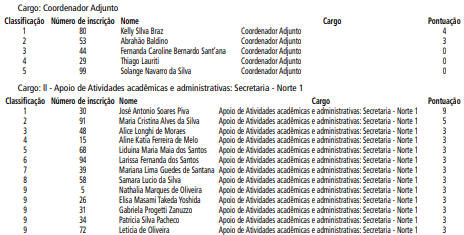 Cargo: Coordenador Adjunto
Classificação Número de inscrição Nome Cargo Pontuação
1 80 Kelly Silva Braz Coordenador Adjunto 4
2 53 Abrahão Baldino Coordenador Adjunto 3
3 44 Fernanda Caroline Bernardo Sant'ana Coordenador Adjunto 0
4 29 Thiago Lauriti Coordenador Adjunto 0
5 99 Solange Navarro da Silva Coordenador Adjunto 0
Cargo: II - Apoio de Atividades acadêmicas e administrativas: Secretaria - Norte 1
Classificação Número de inscrição Nome Cargo Pontuação
1 30 José Antonio Soares Piva Apoio de Atividades acadêmicas e administrativas: Secretaria - Norte 1 9
2 91 Maria Cristina Alves da Silva Apoio de Atividades acadêmicas e administrativas: Secretaria - Norte 1 5
3 48 Alice Longhi de Moraes Apoio de Atividades acadêmicas e administrativas: Secretaria - Norte 1 3
4 15 Aline Katia Ferreira de Melo Apoio de Atividades acadêmicas e administrativas: Secretaria - Norte 1 3
5 68 Liduina Maria Maia dos Santos Apoio de Atividades acadêmicas e administrativas: Secretaria - Norte 1 3
6 94 Larissa Fernanda dos Santos Apoio de Atividades acadêmicas e administrativas: Secretaria - Norte 1 3
7 39 Mariana Lima Guedes de Santana Apoio de Atividades acadêmicas e administrativas: Secretaria - Norte 1 3
8 58 Samara Lucio da Silva Apoio de Atividades acadêmicas e administrativas: Secretaria - Norte 1 3
9 5 Nathalia Marques de Oliveira Apoio de Atividades acadêmicas e administrativas: Secretaria - Norte 1 3
9 26 Elisa Masami Takeda Yoshida Apoio de Atividades acadêmicas e administrativas: Secretaria - Norte 1 3
9 31 Gabriela Progetti Zanuzzo Apoio de Atividades acadêmicas e administrativas: Secretaria - Norte 1 3
9 34 Patricia Silva Pacheco Apoio de Atividades acadêmicas e administrativas: Secretaria - Norte 1 3
9 72 Leticia de Oliveira Apoio de Atividades acadêmicas e administrativas: Secretaria - Norte 1 3